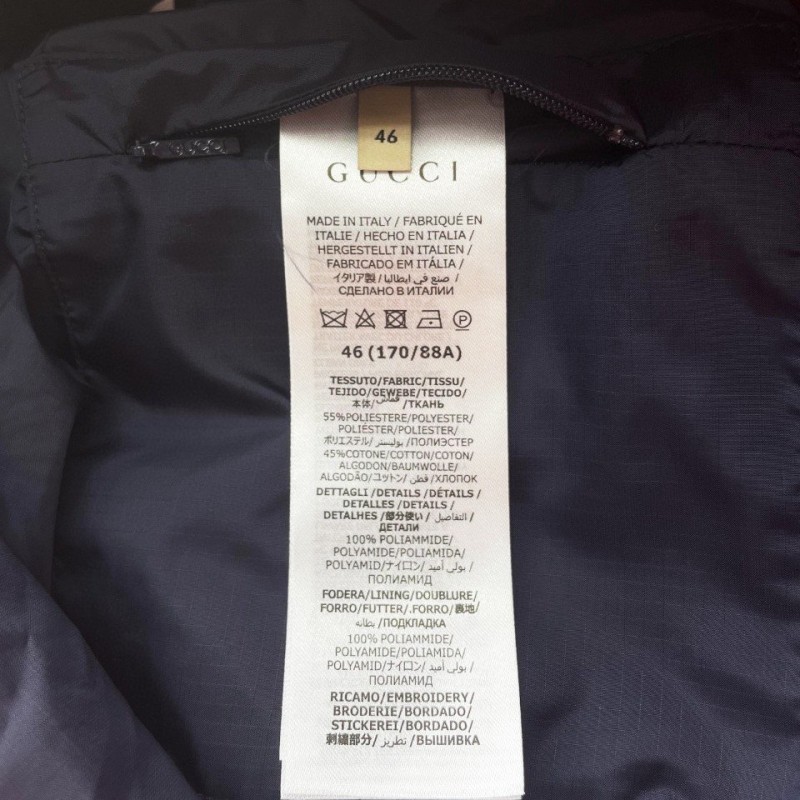 46
GUCCI
MADE IN ITALY / FABRIQUÉ EN
ITALIE / HECHO EN ITALIA /
HERGESTELLT IN ITALIEN /
FABRICADO EM ITÁLIA /
イタリア製 / صنع في ايطاليا /
СДЕЛАНО В ИТАЛИИ
P
46 (170/88A)
TESSUTO/FABRIC/TISSU/
TEJIDO/GEWEBE/TECIDO/
本体/ قماش /ТКАНЬ
55%POLIESTERE/POLYESTER/
POLIÉSTER/POLIESTER/
ポリエステル/ بوليستر /ПОЛИЭСТЕР
45%COTONE/COTTON/COTON/
ALGODON/BAUMWOLLE/
ALGODÃO/コットン/ قطن /ХЛОПОК
DETTAGLI/DETAILS/DÉTAILS/
DETALLES/DETAILS/
DETALHES/部分使い/ التفاصيل /
ДЕТАЛИ
100% POLIAMMIDE/
POLYAMIDE/POLIAMIDA/
POLYAMID/ナイロン/ بولي أميد /
ПОЛИАМИД
FODERA/LINING/DOUBLURE/
FORRO/FUTTER/.FORRO/裏地/
بطانه /ПОДКЛАДКА
100% POLIAMMIDE/
POLYAMIDE/POLIAMIDA/
POLYAMID/ナイロン/ بولي أميد /
ПОЛИАМИД
RICAMO/EMBROIDERY/
BRODERIE/BORDADO/
STICKEREI/BORDADO/
刺繍部分/ تطريز /ВЫШИВКА